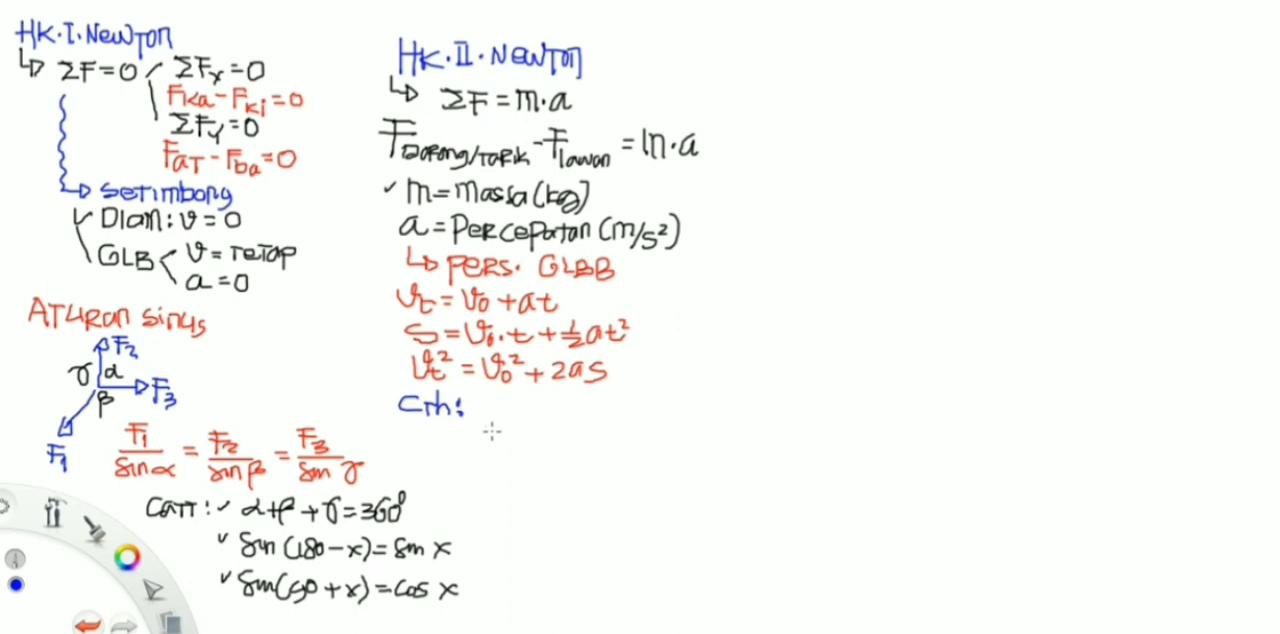 HK.I.NEWTON
↳ ΣF=0 ΣFx=0
Fka-Fki=0
ΣFy=0
FaT-Fba=0
→ Setimbang
Diam: v=0
GLB v=TeTap
a=0
ATURan sinus
F2
γ α
F3
β
F1
F1/sin α = F2/sin β = F3/sin γ
CaTT: ✓ α+β+γ=360°
✓ Sin(180-x)=Sin x
✓ Sin(90+x)=Cos x
HK.II.NEWTON
↳ ΣF=m.a
FDorong/Tarik-Flawan=m.a
✓ m=massa(kg)
a=Percepatan(m/s²)
↳ Pers. GLBB
Vt=V0+at
S=V0.t+½at²
Vt²=V0²+2as
CTh: